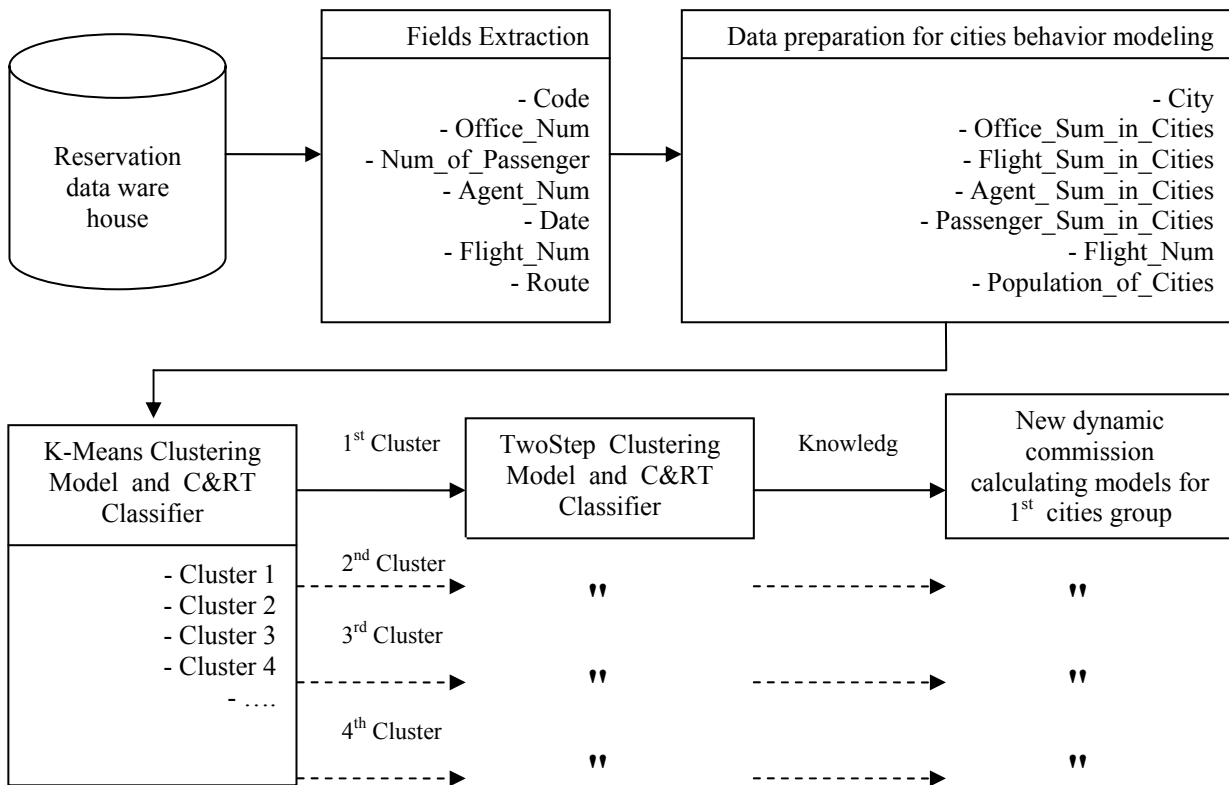 Reservation
data ware
house
Fields Extraction
- Code
- Office_Num
- Num_of_Passenger
- Agent_Num
- Date
- Flight_Num
- Route
Data preparation for cities behavior modeling
- City
- Office_Sum_in_Cities
- Flight_Sum_in_Cities
- Agent_ Sum_in_Cities
- Passenger_Sum_in_Cities
- Flight_Num
- Population_of_Cities
K-Means Clustering
Model and C&RT
Classifier
- Cluster 1
- Cluster 2
- Cluster 3
- Cluster 4
- ….
1st Cluster
TwoStep Clustering
Model and C&RT
Classifier
Knowledg
New dynamic
commission
calculating models for
1st cities group
2nd Cluster
" "
3rd Cluster
" "
4th Cluster
" "